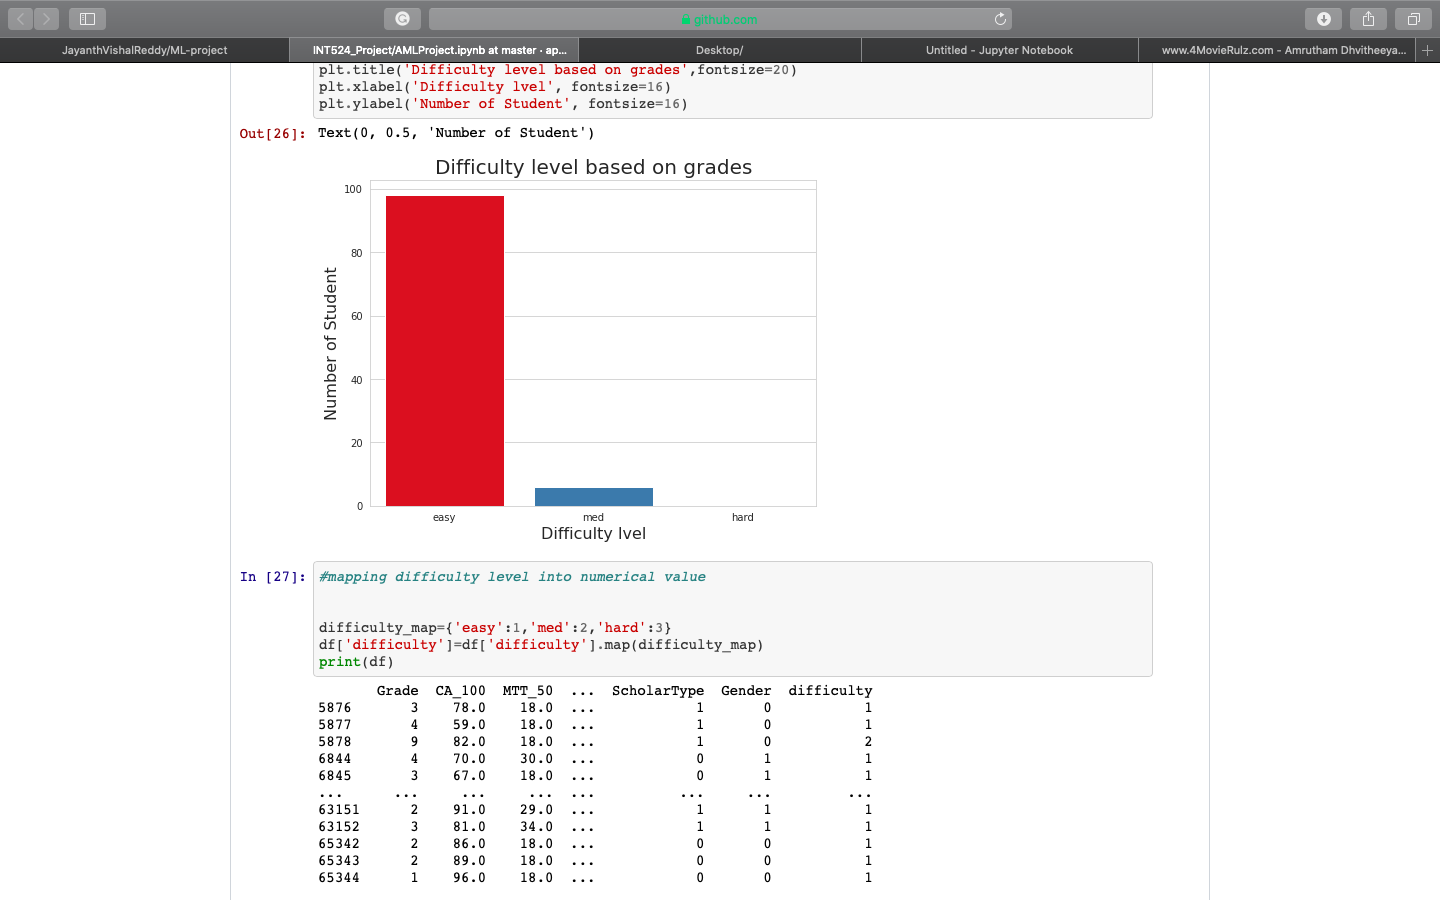 github.com
JayanthVishalReddy/ML-project
INT524_Project/AMLProject.ipynb at master · ap...
Desktop/
Untitled - Jupyter Notebook
www.4MovieRulz.com - Amrutham Dhvitheeya...
plt.title('Difficulty level based on grades',fontsize=20)
plt.xlabel('Difficulty lvel', fontsize=16)
plt.ylabel('Number of Student', fontsize=16)
Out[26]: Text(0, 0.5, 'Number of Student')
Difficulty level based on grades
100
80
60
40
20
0
Number of Student
easy med hard
Difficulty lvel
In [27]: #mapping difficulty level into numerical value
difficulty_map={'easy':1,'med':2,'hard':3}
df['difficulty']=df['difficulty'].map(difficulty_map)
print(df)
Grade CA_100 MTT_50 ... ScholarType Gender difficulty
5876 3 78.0 18.0 ... 1 0 1
5877 4 59.0 18.0 ... 1 0 1
5878 9 82.0 18.0 ... 1 0 2
6844 4 70.0 30.0 ... 0 1 1
6845 3 67.0 18.0 ... 0 1 1
... ... ... ... ... ... ... ...
63151 2 91.0 29.0 ... 1 1 1
63152 3 81.0 34.0 ... 1 1 1
65342 2 86.0 18.0 ... 0 0 1
65343 2 89.0 18.0 ... 0 0 1
65344 1 96.0 18.0 ... 0 0 1